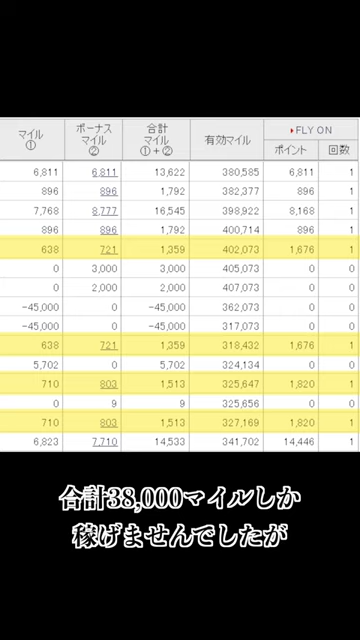 マイル ① ボーナス マイル ② 合計 マイル ①+② 有効マイル FLY ON ポイント 回数
6,811 6,811 13,622 380,585 6,811 1
896 896 1,792 382,377 896 1
7,768 8,777 16,545 398,922 8,168 1
896 896 1,792 400,714 896 1
638 721 1,359 402,073 1,676 1
0 3,000 3,000 405,073 0 0
0 2,000 2,000 407,073 0 0
-45,000 0 -45,000 362,073 0 0
-45,000 0 -45,000 317,073 0 0
638 721 1,359 318,432 1,676 1
5,702 0 5,702 324,134 0 0
710 803 1,513 325,647 1,820 1
0 9 9 325,656 0 0
710 803 1,513 327,169 1,820 1
6,823 7,710 14,533 341,702 14,446 1
合計38,000マイルしか
稼げませんでしたが